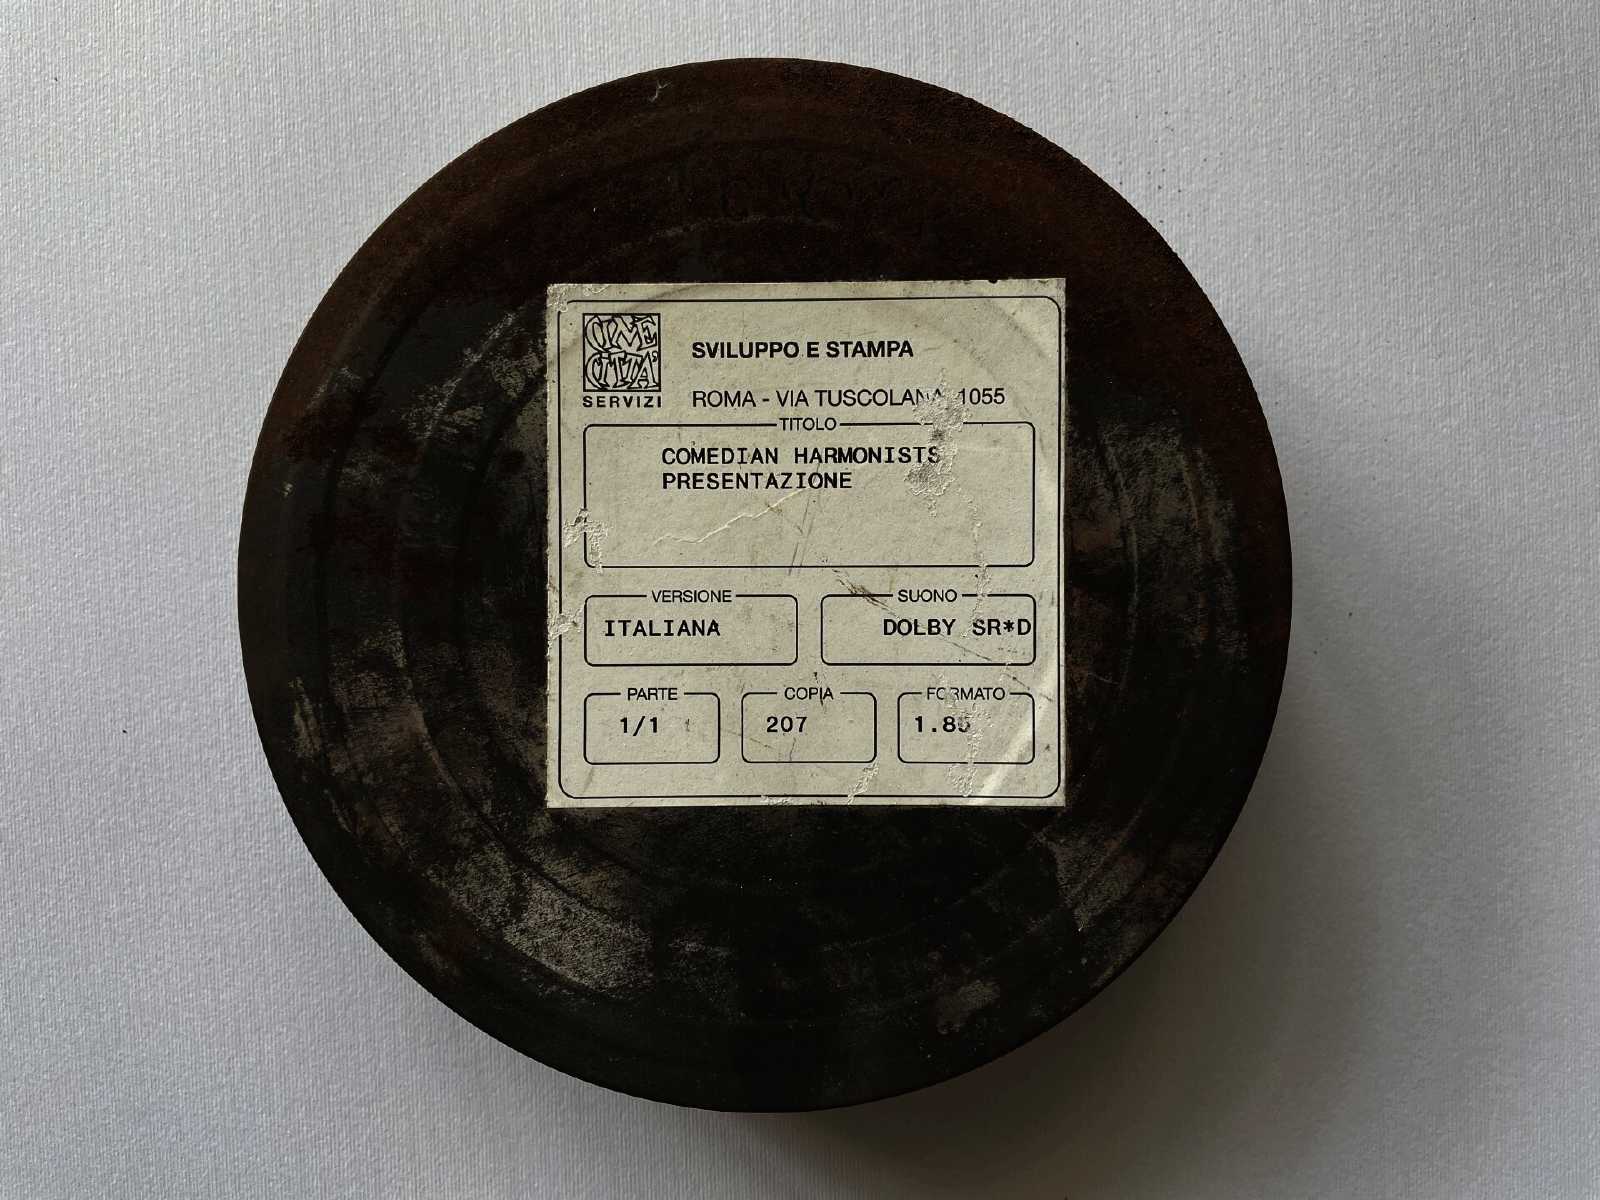 CINE
CITTA'
SERVIZI
SVILUPPO E STAMPA
ROMA - VIA TUSCOLANA, 1055
TITOLO
COMEDIAN HARMONISTS
PRESENTAZIONE
VERSIONE
SUONO
ITALIANA
DOLBY SR*D
PARTE
COPIA
FORMATO
1/1
207